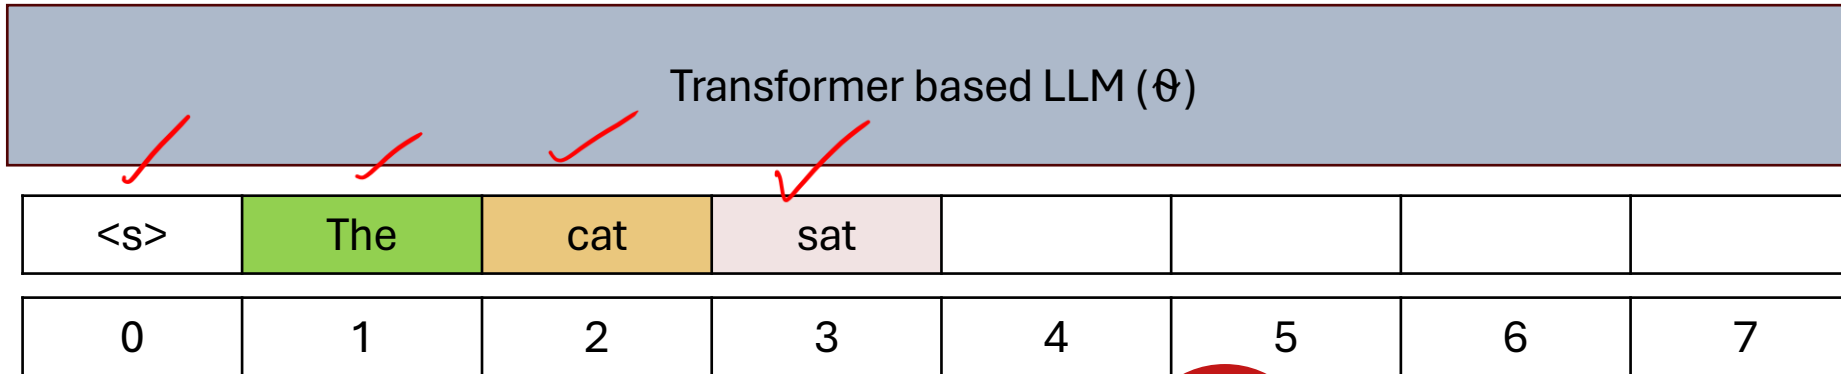 Transformer based LLM (ϑ)
<s> The cat sat
0 1 2 3 4 5 6 7